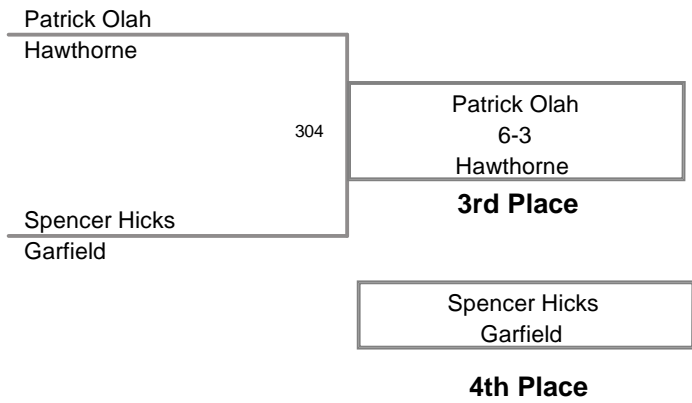 Patrick Olah
Hawthorne
304
Patrick Olah
6-3
Hawthorne
3rd Place
Spencer Hicks
Garfield
Spencer Hicks
Garfield
4th Place